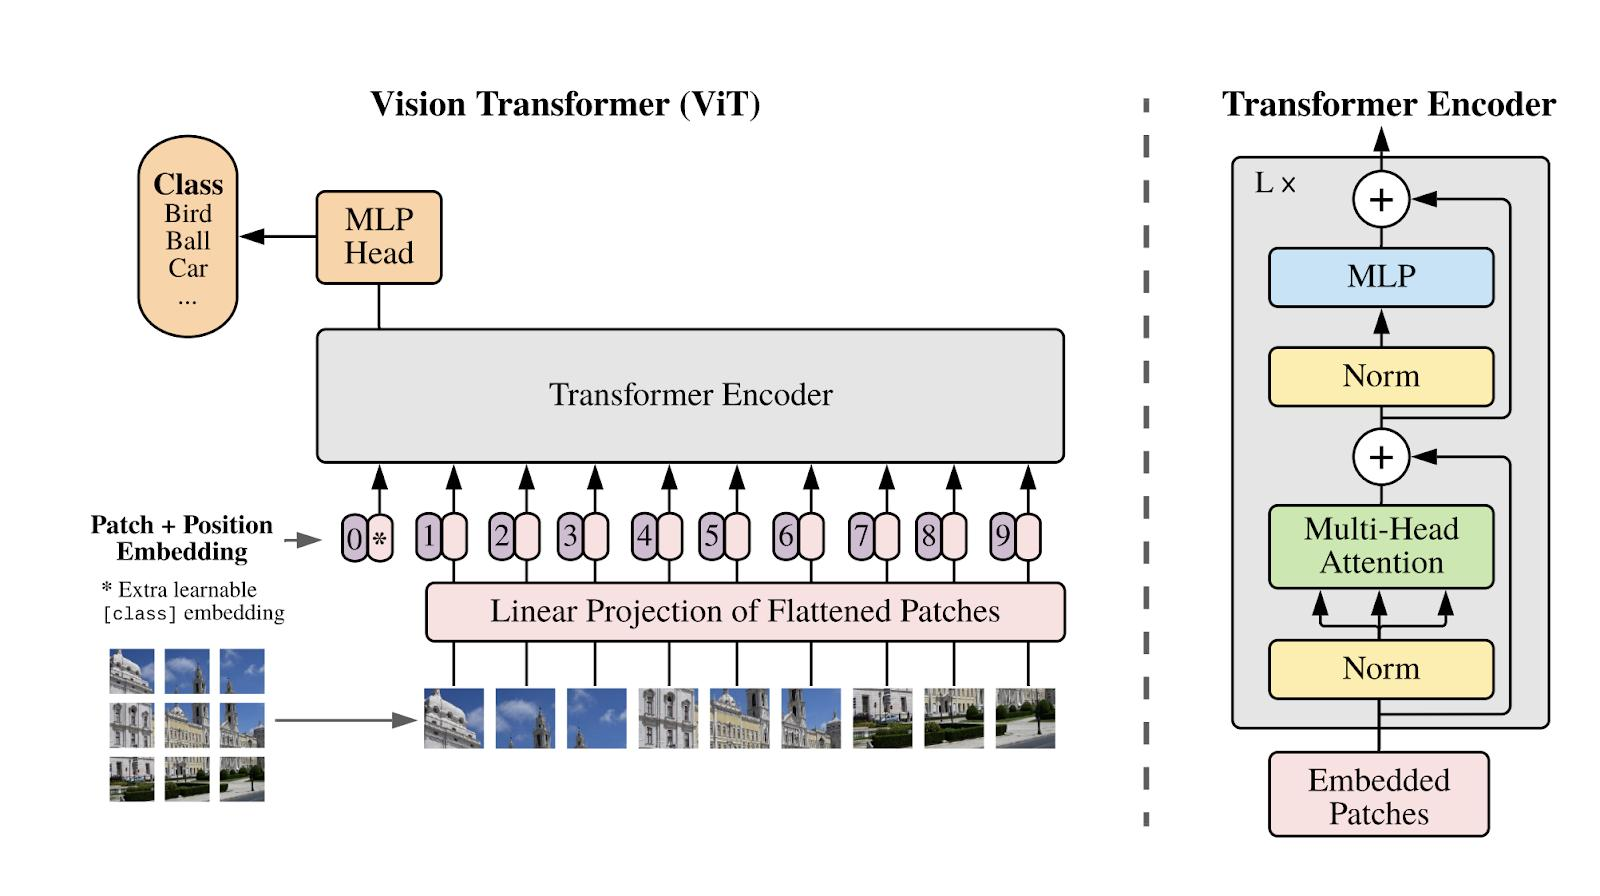 Vision Transformer (ViT)
Class
Bird
Ball
Car
...
MLP
Head
Transformer Encoder
Patch + Position
Embedding
0 * 1 2 3 4 5 6 7 8 9
* Extra learnable
[class] embedding
Linear Projection of Flattened Patches
Transformer Encoder
L ×
+
MLP
Norm
+
Multi-Head
Attention
Norm
Embedded
Patches